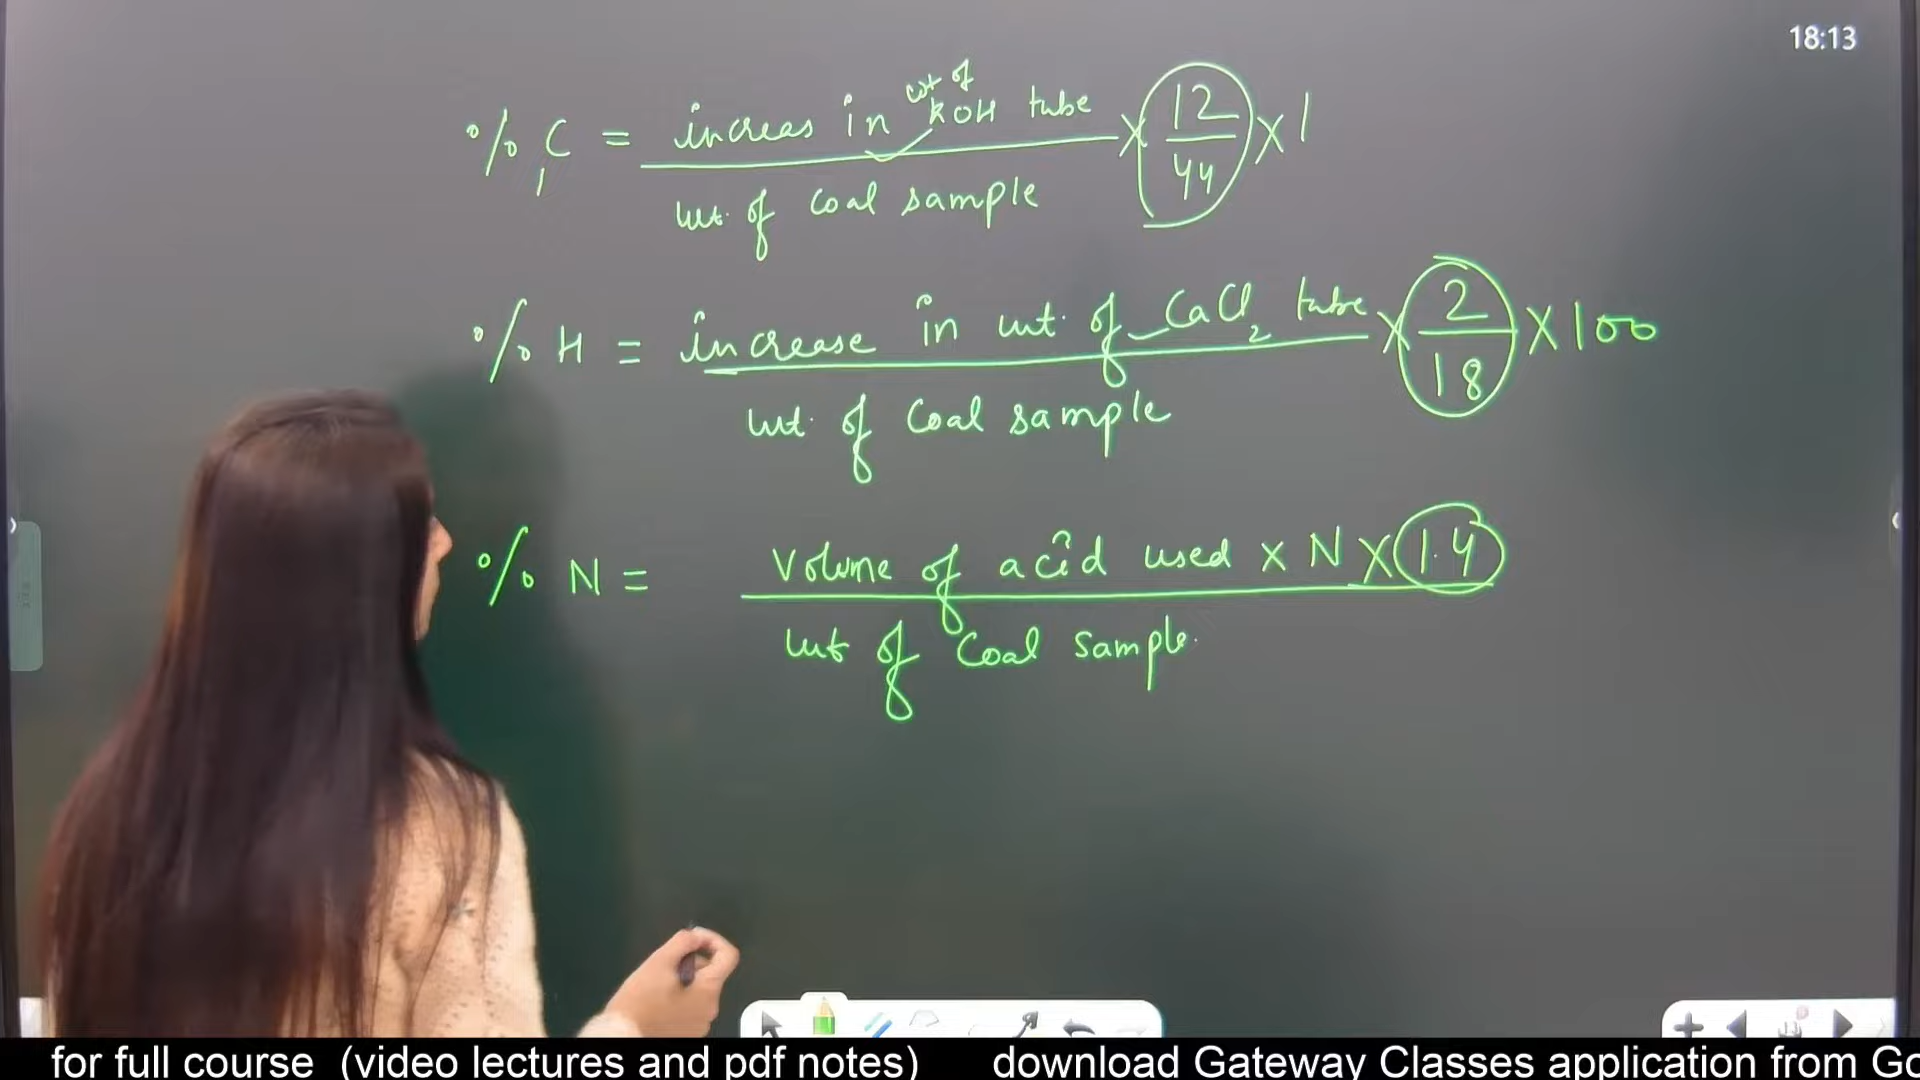 18:13
% C = increas in wt of KOH tube × 12/44 × 1
wt. of coal sample
% H = increase in wt. of CaCl2 tube × 2/18 × 100
wt. of coal sample
% N = Volume of acid used × N × 1.4
wt of coal sample
for full course (video lectures and pdf notes) download Gateway Classes application from Go